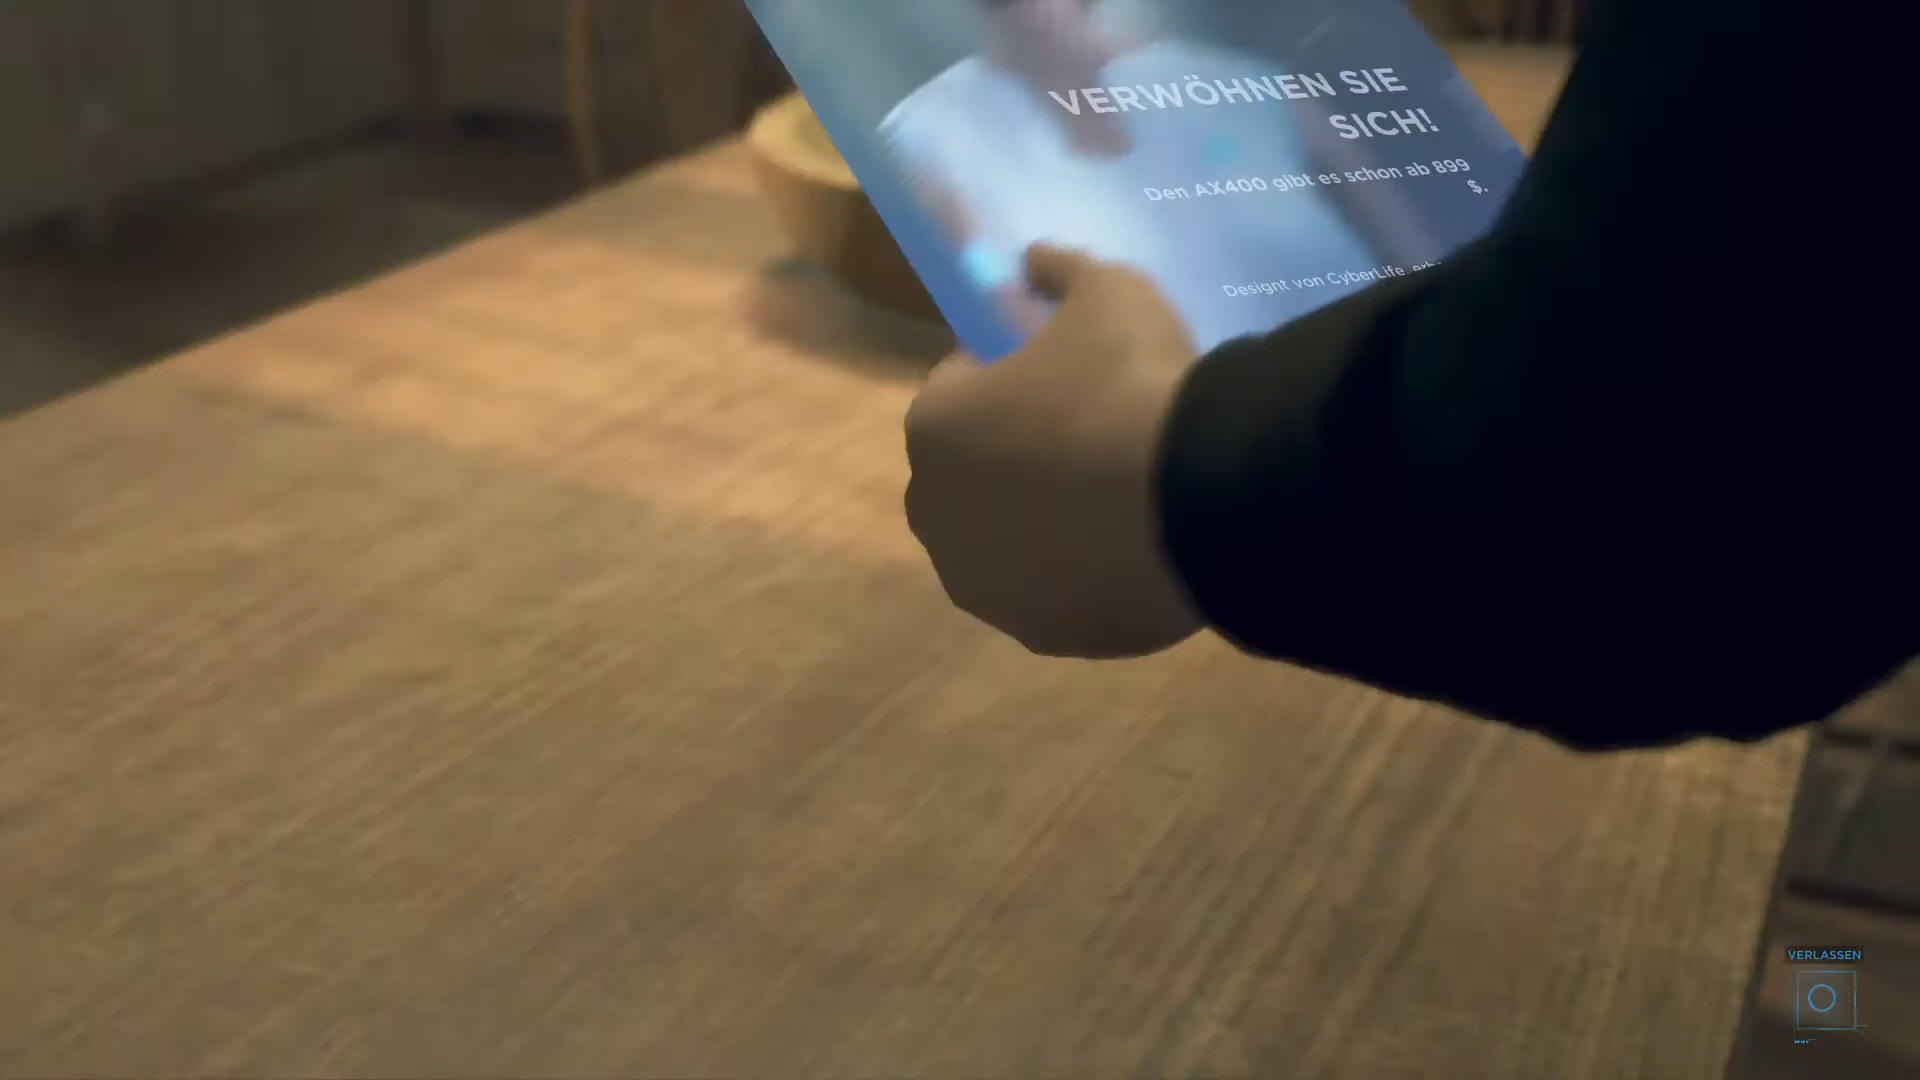 VERWÖHNEN SIE
SICH!
Den AX400 gibt es schon ab 899
$.
Designt von CyberLife,
VERLASSEN